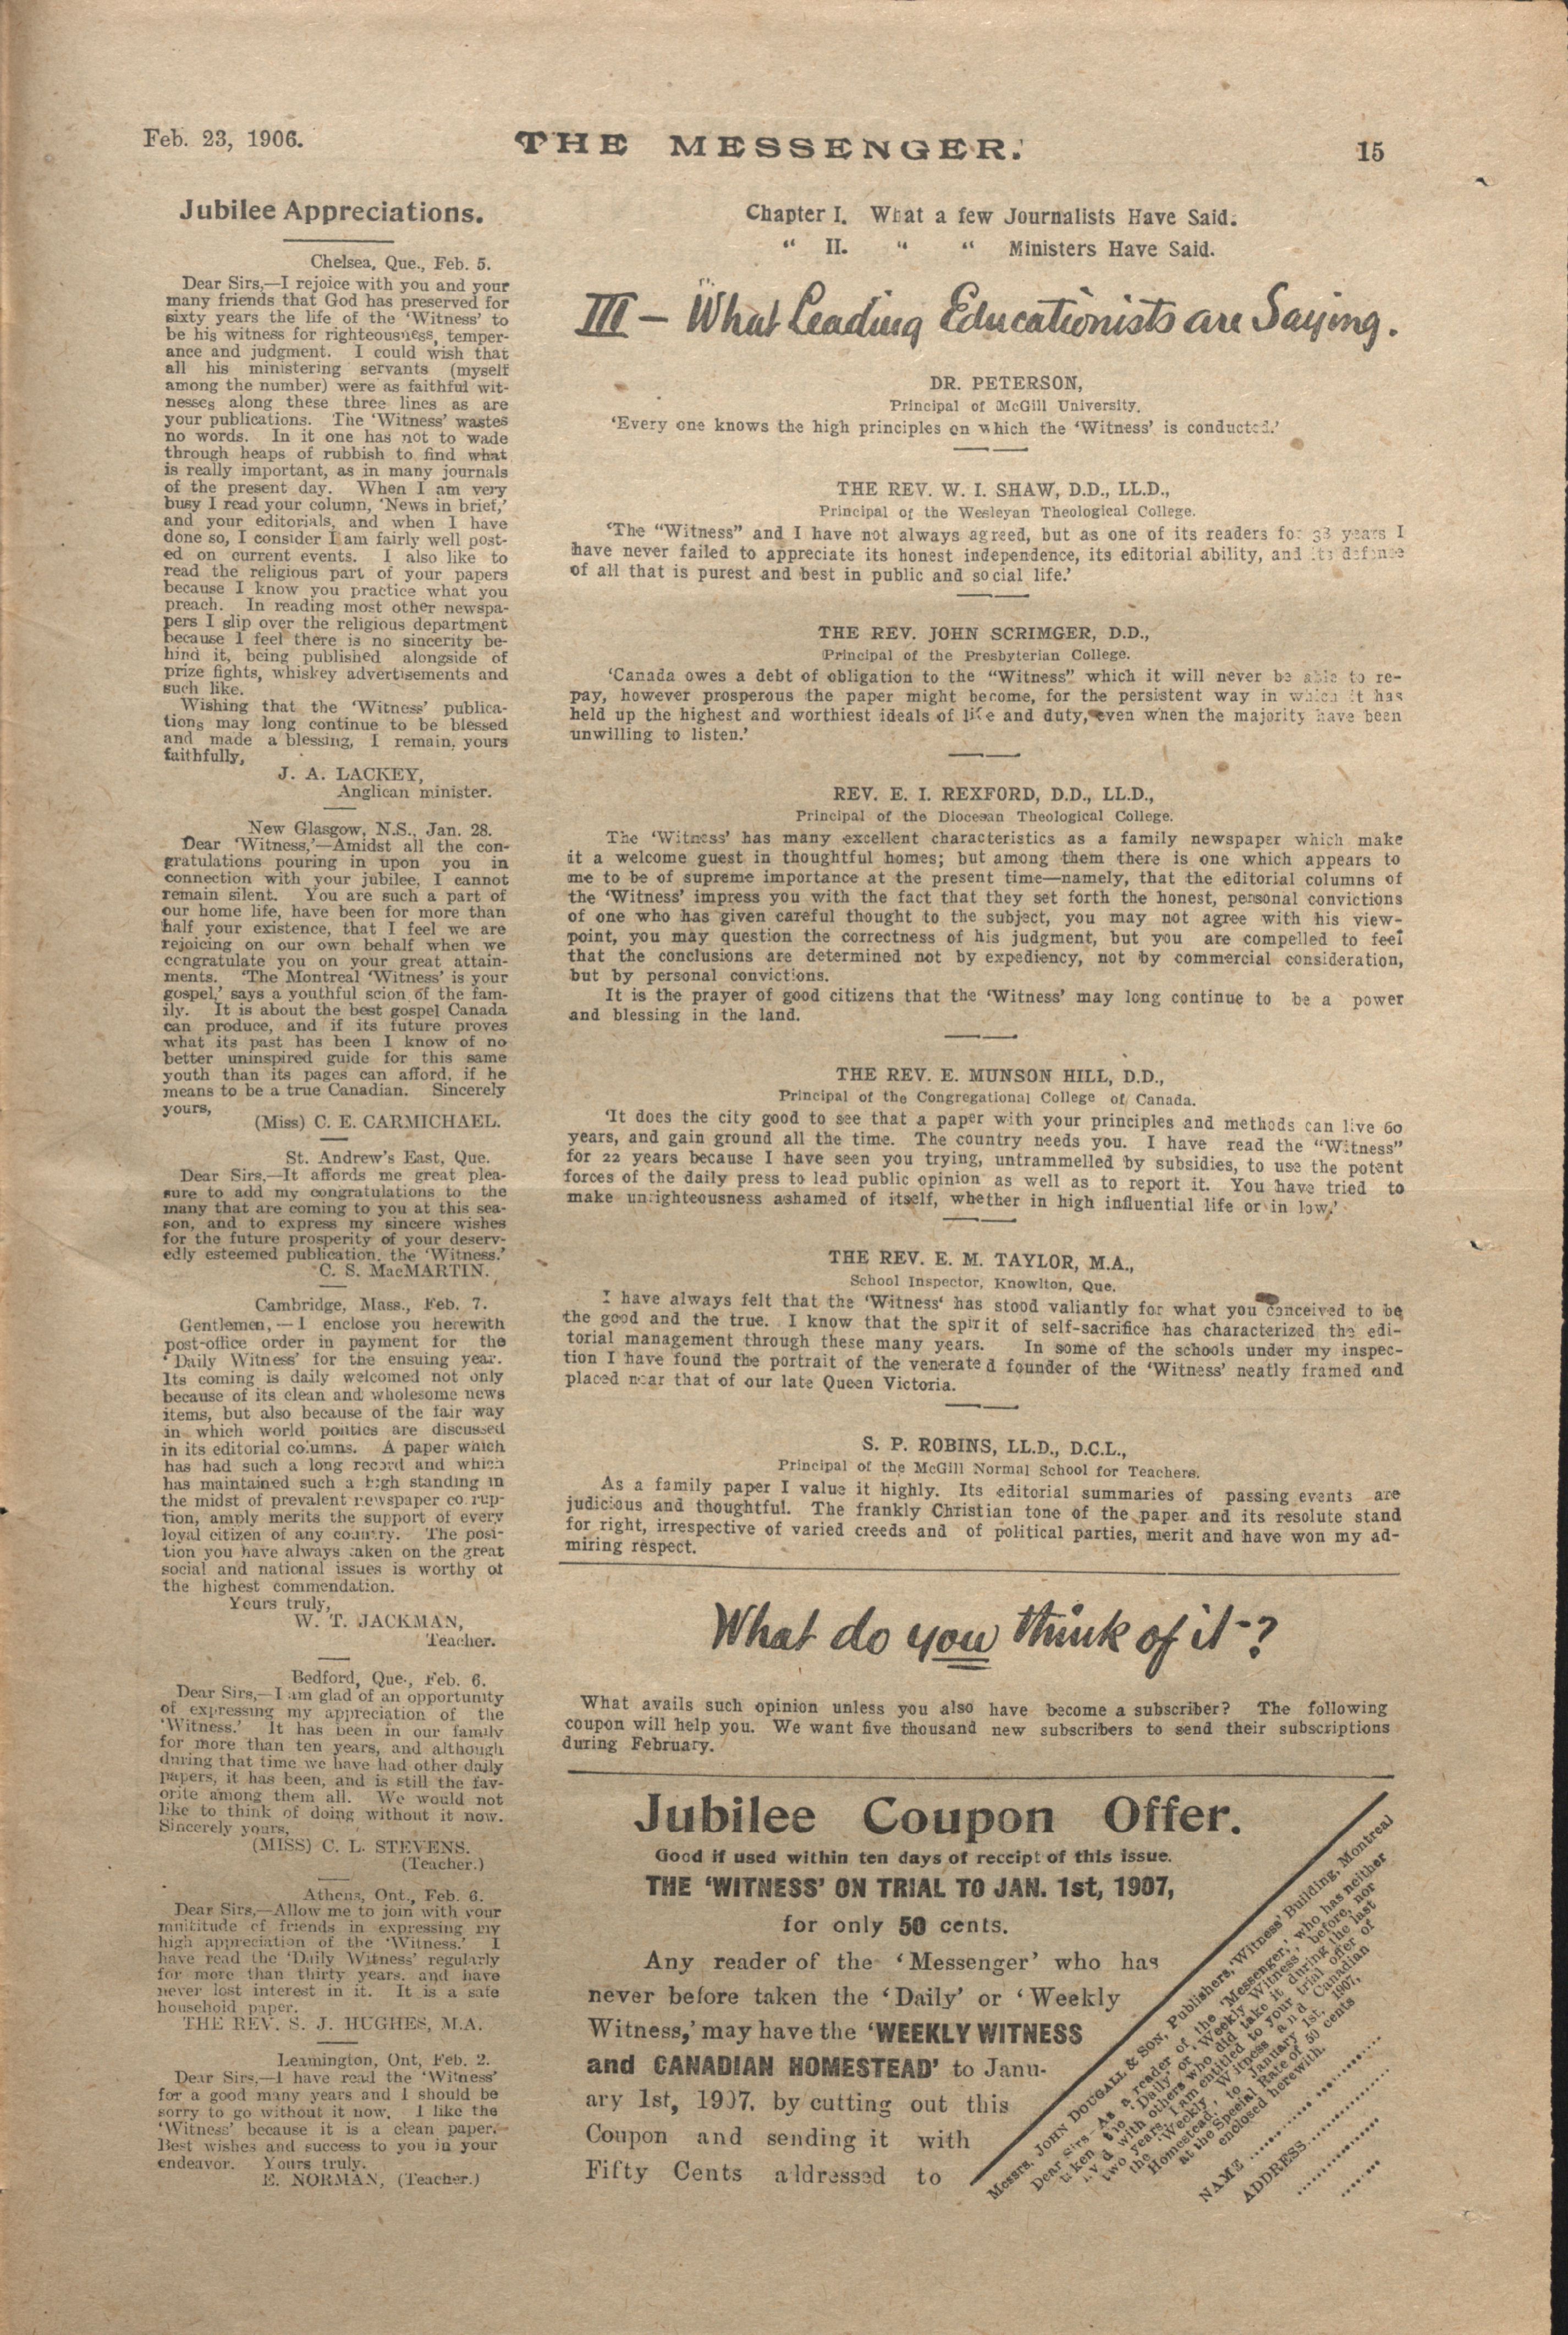 Feb. 23, 1906.
THE MESSENGER.
15
Jubilee Appreciations.
Chelsea, Que., Feb. 5.
Dear Sirs,—I rejoice with you and your
many friends that God has preserved for
sixty years the life of the 'Witness' to
be his witness for righteousness, temper-
ance and judgment. I could wish that
all his ministering servants (myself
among the number) were as faithful wit-
nesses along these three lines as are
your publications. The 'Witness' wastes
no words. In it one has not to wade
through heaps of rubbish to find what
is really important, as in many journals
of the present day. When I am very
busy I read your column, 'News in brief,'
and your editorials, and when I have
done so, I consider I am fairly well post-
ed on current events. I also like to
read the religious part of your papers
because I know you practice what you
preach. In reading most other newspa-
pers I slip over the religious department
because I feel there is no sincerity be-
hind it, being published alongside of
prize fights, whiskey advertisements and
such like.
Wishing that the 'Witness' publica-
tions may long continue to be blessed
and made a blessing, I remain, yours
faithfully,
J. A. LACKEY,
Anglican minister.
New Glasgow, N.S., Jan. 28.
Dear 'Witness,'—Amidst all the con-
gratulations pouring in upon you in
connection with your jubilee, I cannot
remain silent. You are such a part of
our home life, have been for more than
half your existence, that I feel we are
rejoicing on our own behalf when we
congratulate you on your great attain-
ments. 'The Montreal 'Witness' is your
gospel,' says a youthful scion of the fam-
ily. It is about the best gospel Canada
can produce, and if its future proves
what its past has been I know of no
better uninspired guide for this same
youth than its pages can afford, if he
means to be a true Canadian. Sincerely
yours,
(Miss) C. E. CARMICHAEL.
St. Andrew's East, Que.
Dear Sirs,—It affords me great plea-
sure to add my congratulations to the
many that are coming to you at this sea-
son, and to express my sincere wishes
for the future prosperity of your deserv-
edly esteemed publication, the 'Witness.'
C. S. MacMARTIN.
Cambridge, Mass., Feb. 7.
Gentlemen,—I enclose you herewith
post-office order in payment for the
'Daily Witness' for the ensuing year.
Its coming is daily welcomed not only
because of its clean and wholesome news
items, but also because of the fair way
in which world politics are discussed
in its editorial columns. A paper which
has had such a long record and which
has maintained such a high standing in
the midst of prevalent newspaper corrup-
tion, amply merits the support of every
loyal citizen of any country. The posi-
tion you have always taken on the great
social and national issues is worthy of
the highest commendation.
Yours truly,
W. T. JACKMAN,
Teacher.
Bedford, Que., Feb. 6.
Dear Sirs,—I am glad of an opportunity
of expressing my appreciation of the
'Witness.' It has been in our family
for more than ten years, and although
during that time we have had other daily
papers, it has been, and is still the fav-
orite among them all. We would not
like to think of doing without it now.
Sincerely yours,
(MISS) C. L. STEVENS.
(Teacher.)
Athens, Ont., Feb. 6.
Dear Sirs,—Allow me to join with your
multitude of friends in expressing my
high appreciation of the 'Witness.' I
have read the 'Daily Witness' regularly
for more than thirty years, and have
never lost interest in it. It is a safe
household paper.
THE REV. S. J. HUGHES, M.A.
Leamington, Ont, Feb. 2.
Dear Sirs,—I have read the 'Witness'
for a good many years and I should be
sorry to go without it now. I like the
'Witness' because it is a clean paper.
Best wishes and success to you in your
endeavor. Yours truly.
E. NORMAN, (Teacher.)
Chapter I. What a few Journalists Have Said.
" II. " " Ministers Have Said.
III – What Leading Educationists are Saying.
DR. PETERSON,
Principal of McGill University.
'Every one knows the high principles on which the 'Witness' is conducted.'
THE REV. W. I. SHAW, D.D., LL.D.,
Principal of the Wesleyan Theological College.
'The "Witness" and I have not always agreed, but as one of its readers for 38 years I
have never failed to appreciate its honest independence, its editorial ability, and its defense
of all that is purest and best in public and social life.'
THE REV. JOHN SCRIMGER, D.D.,
Principal of the Presbyterian College.
'Canada owes a debt of obligation to the "Witness" which it will never be able to re-
pay, however prosperous the paper might become, for the persistent way in which it has
held up the highest and worthiest ideals of life and duty, even when the majority have been
unwilling to listen.'
REV. E. I. REXFORD, D.D., LL.D.,
Principal of the Diocesan Theological College.
The 'Witness' has many excellent characteristics as a family newspaper which make
it a welcome guest in thoughtful homes; but among them there is one which appears to
me to be of supreme importance at the present time—namely, that the editorial columns of
the 'Witness' impress you with the fact that they set forth the honest, personal convictions
of one who has given careful thought to the subject, you may not agree with his view-
point, you may question the correctness of his judgment, but you are compelled to feel
that the conclusions are determined not by expediency, not by commercial consideration,
but by personal convictions.
It is the prayer of good citizens that the 'Witness' may long continue to be a power
and blessing in the land.
THE REV. E. MUNSON HILL, D.D.,
Principal of the Congregational College of Canada.
'It does the city good to see that a paper with your principles and methods can live 60
years, and gain ground all the time. The country needs you. I have read the "Witness"
for 22 years because I have seen you trying, untrammelled by subsidies, to use the potent
forces of the daily press to lead public opinion as well as to report it. You have tried to
make unrighteousness ashamed of itself, whether in high influential life or in low.'
THE REV. E. M. TAYLOR, M.A.,
School Inspector, Knowlton, Que.
I have always felt that the 'Witness' has stood valiantly for what you conceived to be
the good and the true. I know that the spirit of self-sacrifice has characterized the edi-
torial management through these many years. In some of the schools under my inspec-
tion I have found the portrait of the venerated founder of the 'Witness' neatly framed and
placed near that of our late Queen Victoria.
S. P. ROBINS, LL.D., D.C.L.,
Principal of the McGill Normal School for Teachers.
As a family paper I value it highly. Its editorial summaries of passing events are
judicious and thoughtful. The frankly Christian tone of the paper and its resolute stand
for right, irrespective of varied creeds and of political parties, merit and have won my ad-
miring respect.
What do you think of it–?
What avails such opinion unless you also have become a subscriber? The following
coupon will help you. We want five thousand new subscribers to send their subscriptions
during February.
Jubilee Coupon Offer.
Good if used within ten days of receipt of this issue.
THE 'WITNESS' ON TRIAL TO JAN. 1st, 1907,
for only 50 cents.
Any reader of the 'Messenger' who has
never before taken the 'Daily' or 'Weekly
Witness,' may have the 'WEEKLY WITNESS
and CANADIAN HOMESTEAD' to Janu-
ary 1st, 1907, by cutting out this
Coupon and sending it with
Fifty Cents addressed to
Messrs. JOHN DOUGALL & SON, Publishers, 'Witness' Building, Montreal
Dear Sirs—As a reader of the 'Messenger,' who has neither
taken the 'Daily' or 'Weekly Witness,' before, nor
lived with others who did take it during the last
two years, I am entitled to your trial offer of
the 'Weekly Witness and Canadian
Homestead,' to January 1st, 1907,
at the Special Rate of 50 cents
enclosed herewith.
NAME
ADDRESS